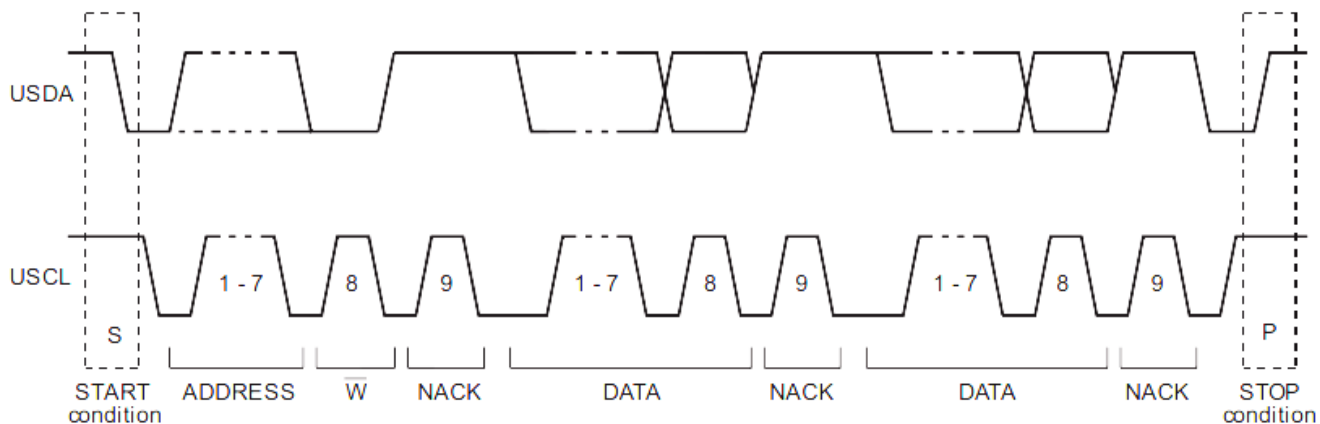 USDA
USCL
1 - 7
8
9
1 - 7
8
9
1 - 7
8
9
S
P
START
condition
ADDRESS
W̅
NACK
DATA
NACK
DATA
NACK
STOP
condition